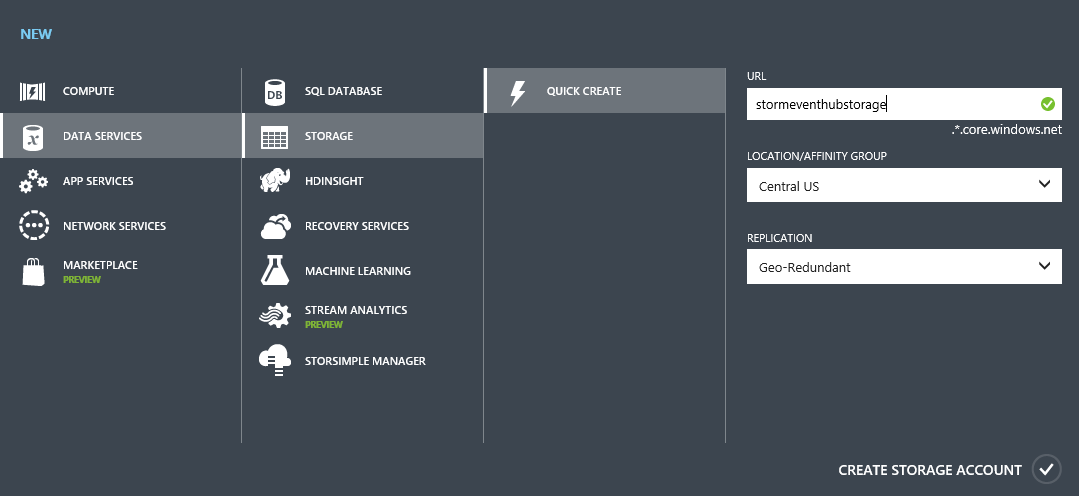 NEW
COMPUTE
DATA SERVICES
APP SERVICES
NETWORK SERVICES
MARKETPLACE
PREVIEW
DB
SQL DATABASE
STORAGE
HDINSIGHT
RECOVERY SERVICES
MACHINE LEARNING
STREAM ANALYTICS
PREVIEW
STORSIMPLE MANAGER
QUICK CREATE
URL
stormeventhubstorage
.*.core.windows.net
LOCATION/AFFINITY GROUP
Central US
REPLICATION
Geo-Redundant
CREATE STORAGE ACCOUNT